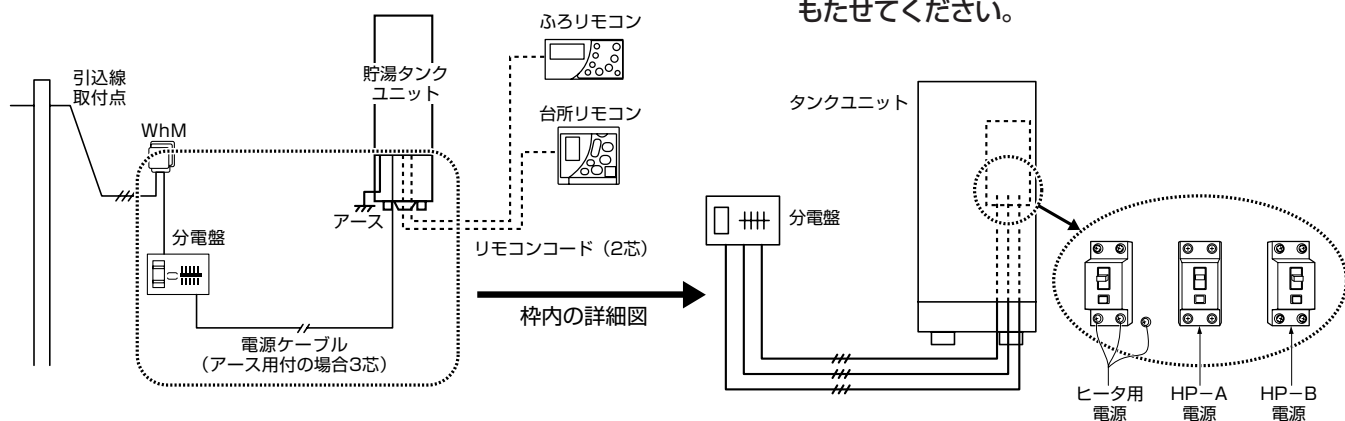 もたせてください。
ふろリモコン
引込線
取付点
貯湯タンク
ユニット
台所リモコン
タンクユニット
WhM
アース
分電盤
分電盤
リモコンコード（2芯）
枠内の詳細図
電源ケーブル
（アース用付の場合3芯）
ヒータ用
電源
HP－A
電源
HP－B
電源